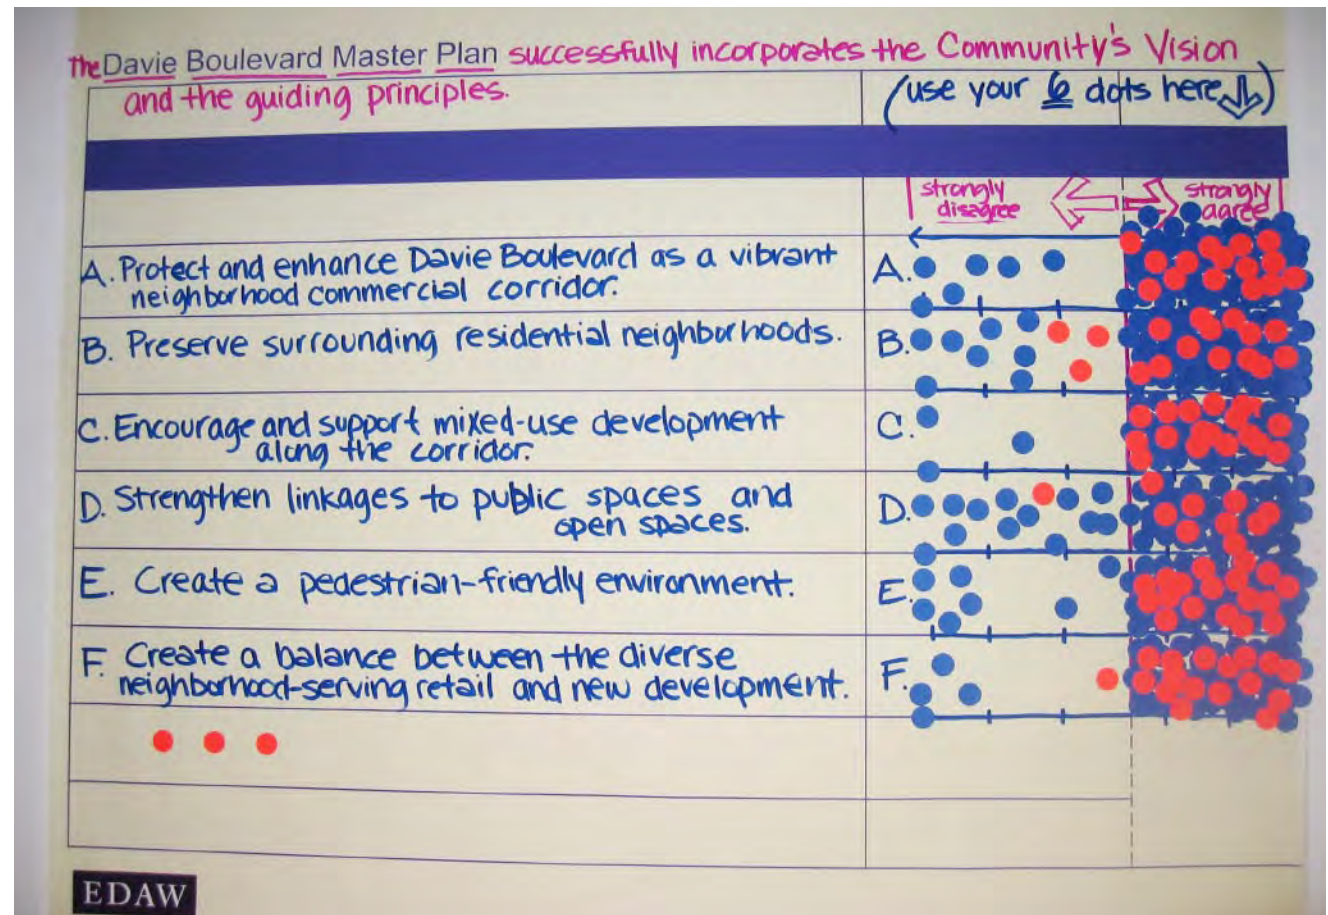 The Davie Boulevard Master Plan successfully incorporates the Community's Vision
and the guiding principles.
(use your 6 dots here)
strongly
disagree
strongly
agree
A. Protect and enhance Davie Boulevard as a vibrant
neighborhood commercial corridor.
A.
B. Preserve surrounding residential neighborhoods.
B.
C. Encourage and support mixed-use development
along the corridor.
C.
D. Strengthen linkages to public spaces and
open spaces.
D.
E. Create a pedestrian-friendly environment.
E.
F. Create a balance between the diverse
neighborhood-serving retail and new development.
F.
EDAW